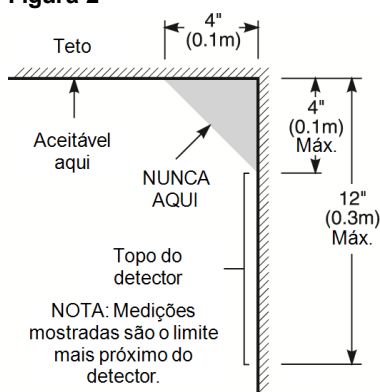 Figura 2
4"
(0.1m)
Teto
Aceitável
aqui
NUNCA
AQUI
4"
(0.1m)
Máx.
12"
(0.3m)
Máx.
Topo do
detector
NOTA: Medições
mostradas são o limite
mais próximo do
detector.